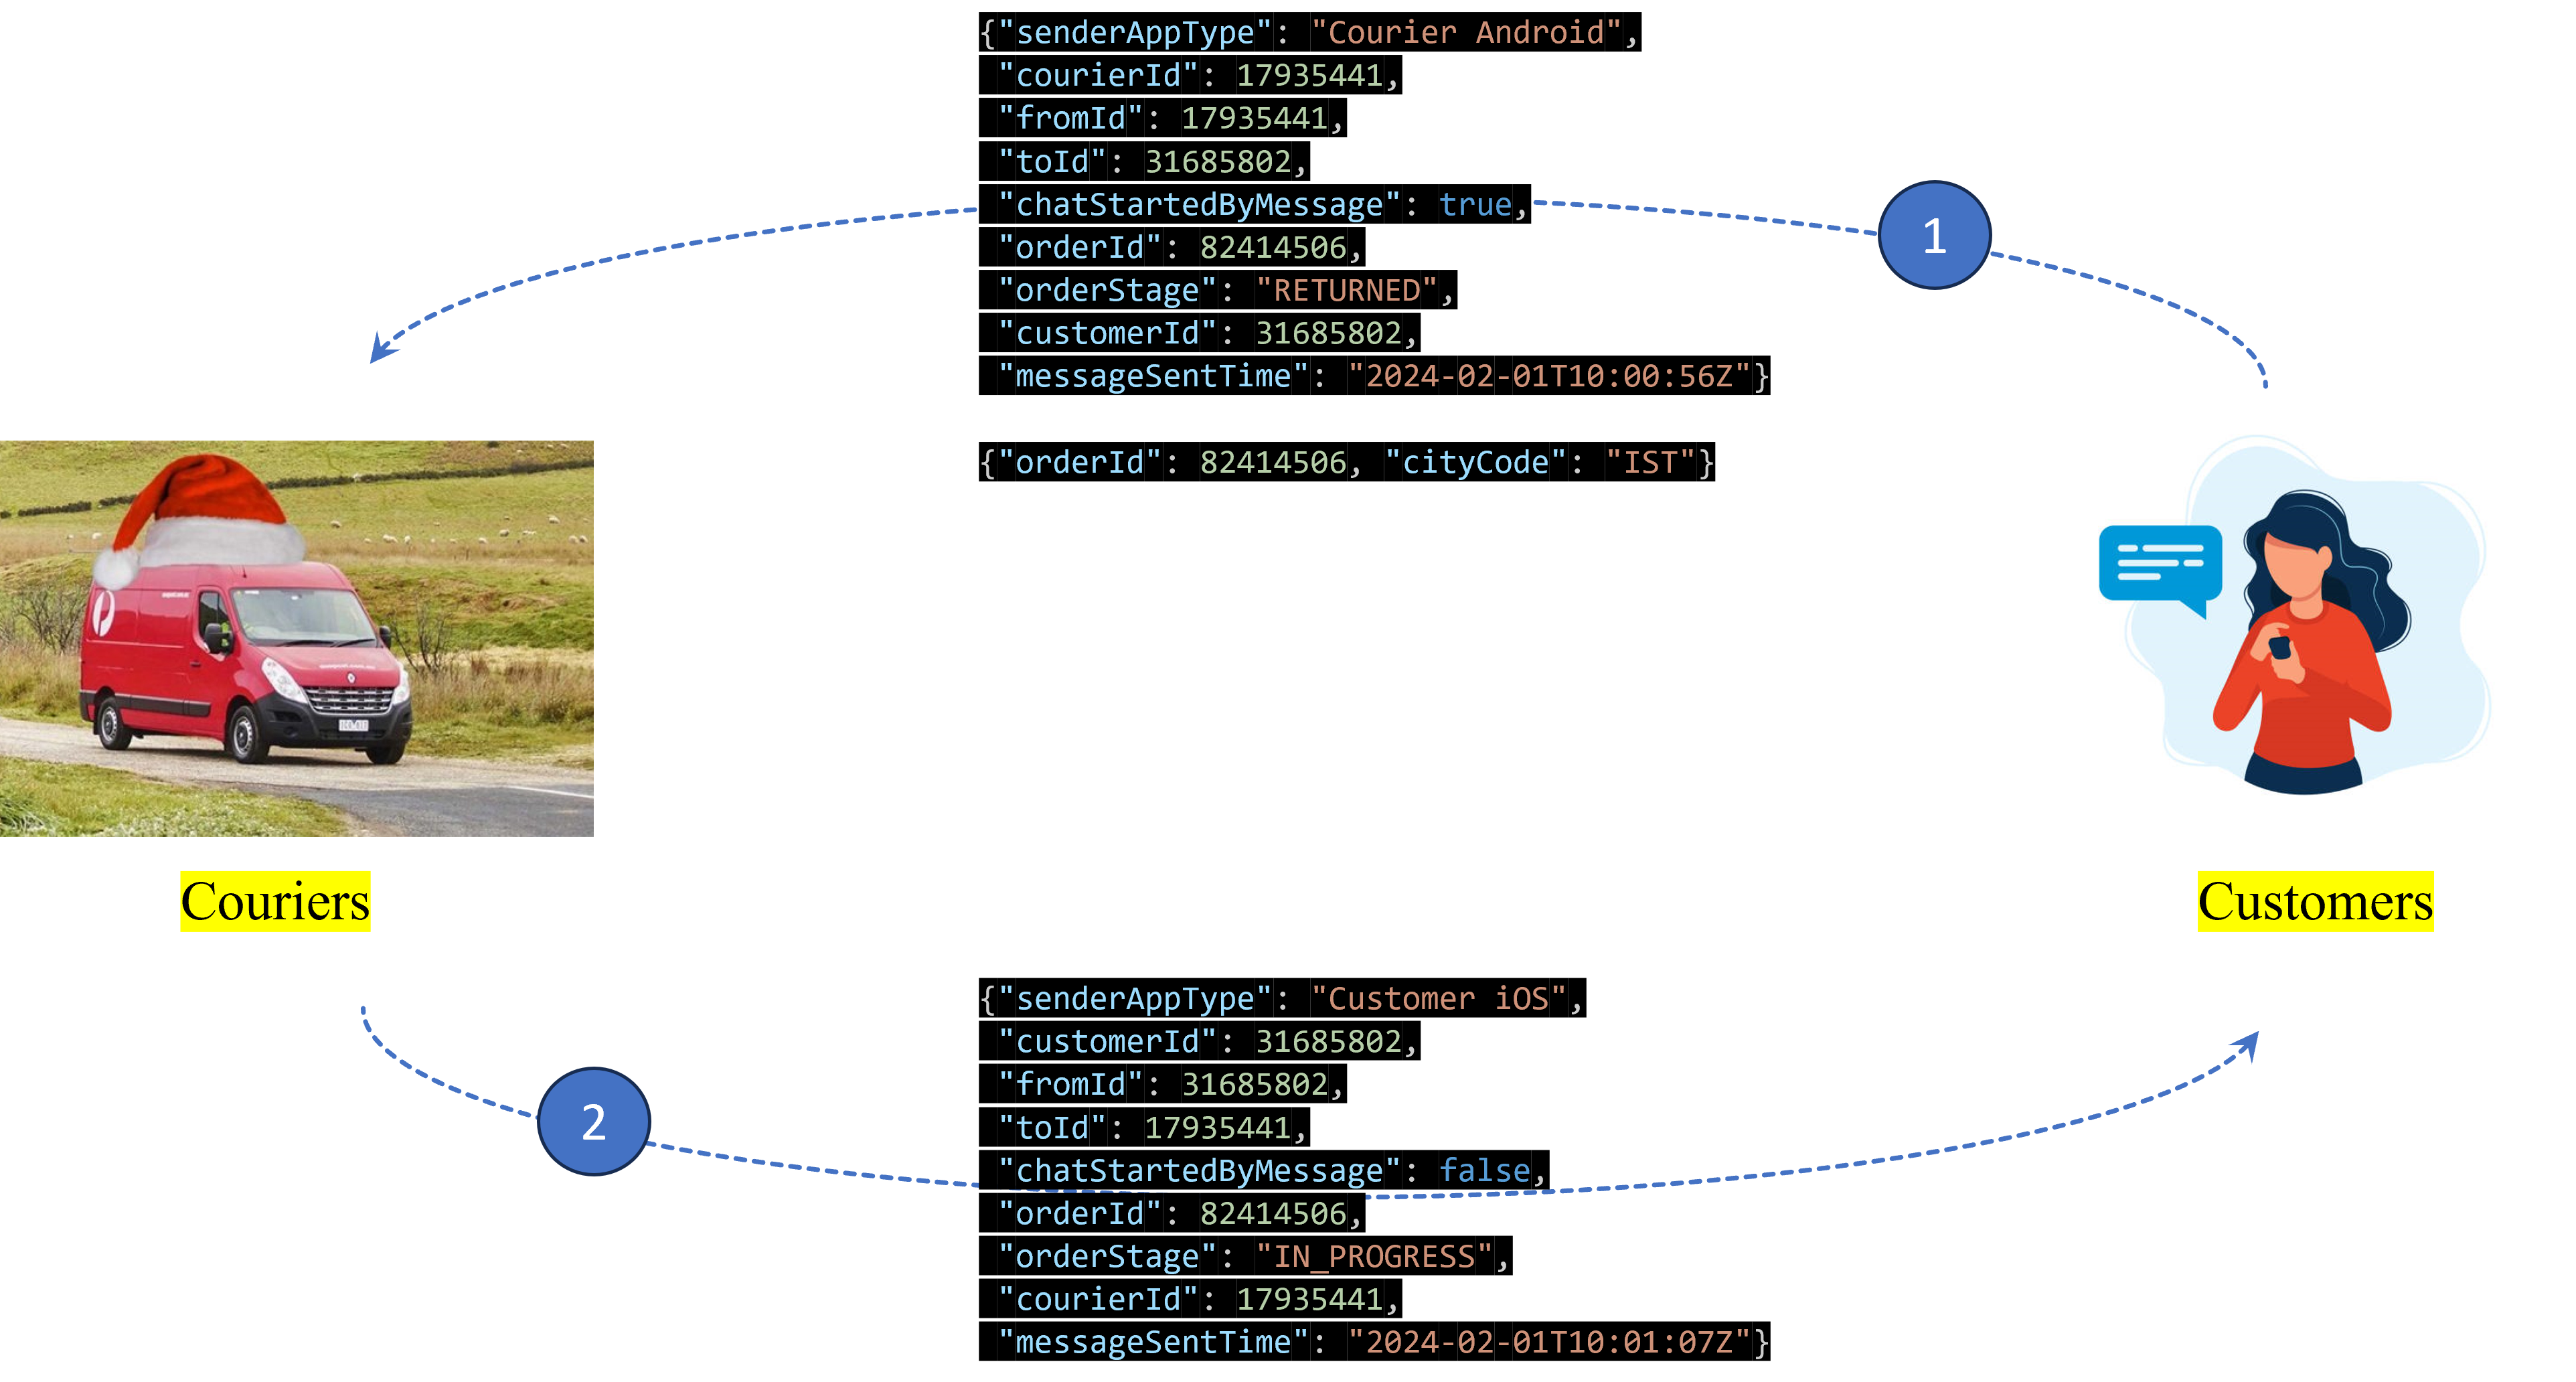 {"senderAppType": "Courier Android",
"courierId": 17935441,
"fromId": 17935441,
"toId": 31685802,
"chatStartedByMessage": true,
"orderId": 82414506,
"orderStage": "RETURNED",
"customerId": 31685802,
"messageSentTime": "2024-02-01T10:00:56Z"}
1
{"orderId": 82414506, "cityCode": "IST"}
Couriers
Customers
{"senderAppType": "Customer iOS",
"customerId": 31685802,
"fromId": 31685802,
"toId": 17935441,
"chatStartedByMessage": false,
"orderId": 82414506,
"orderStage": "IN_PROGRESS",
"courierId": 17935441,
"messageSentTime": "2024-02-01T10:01:07Z"}
2